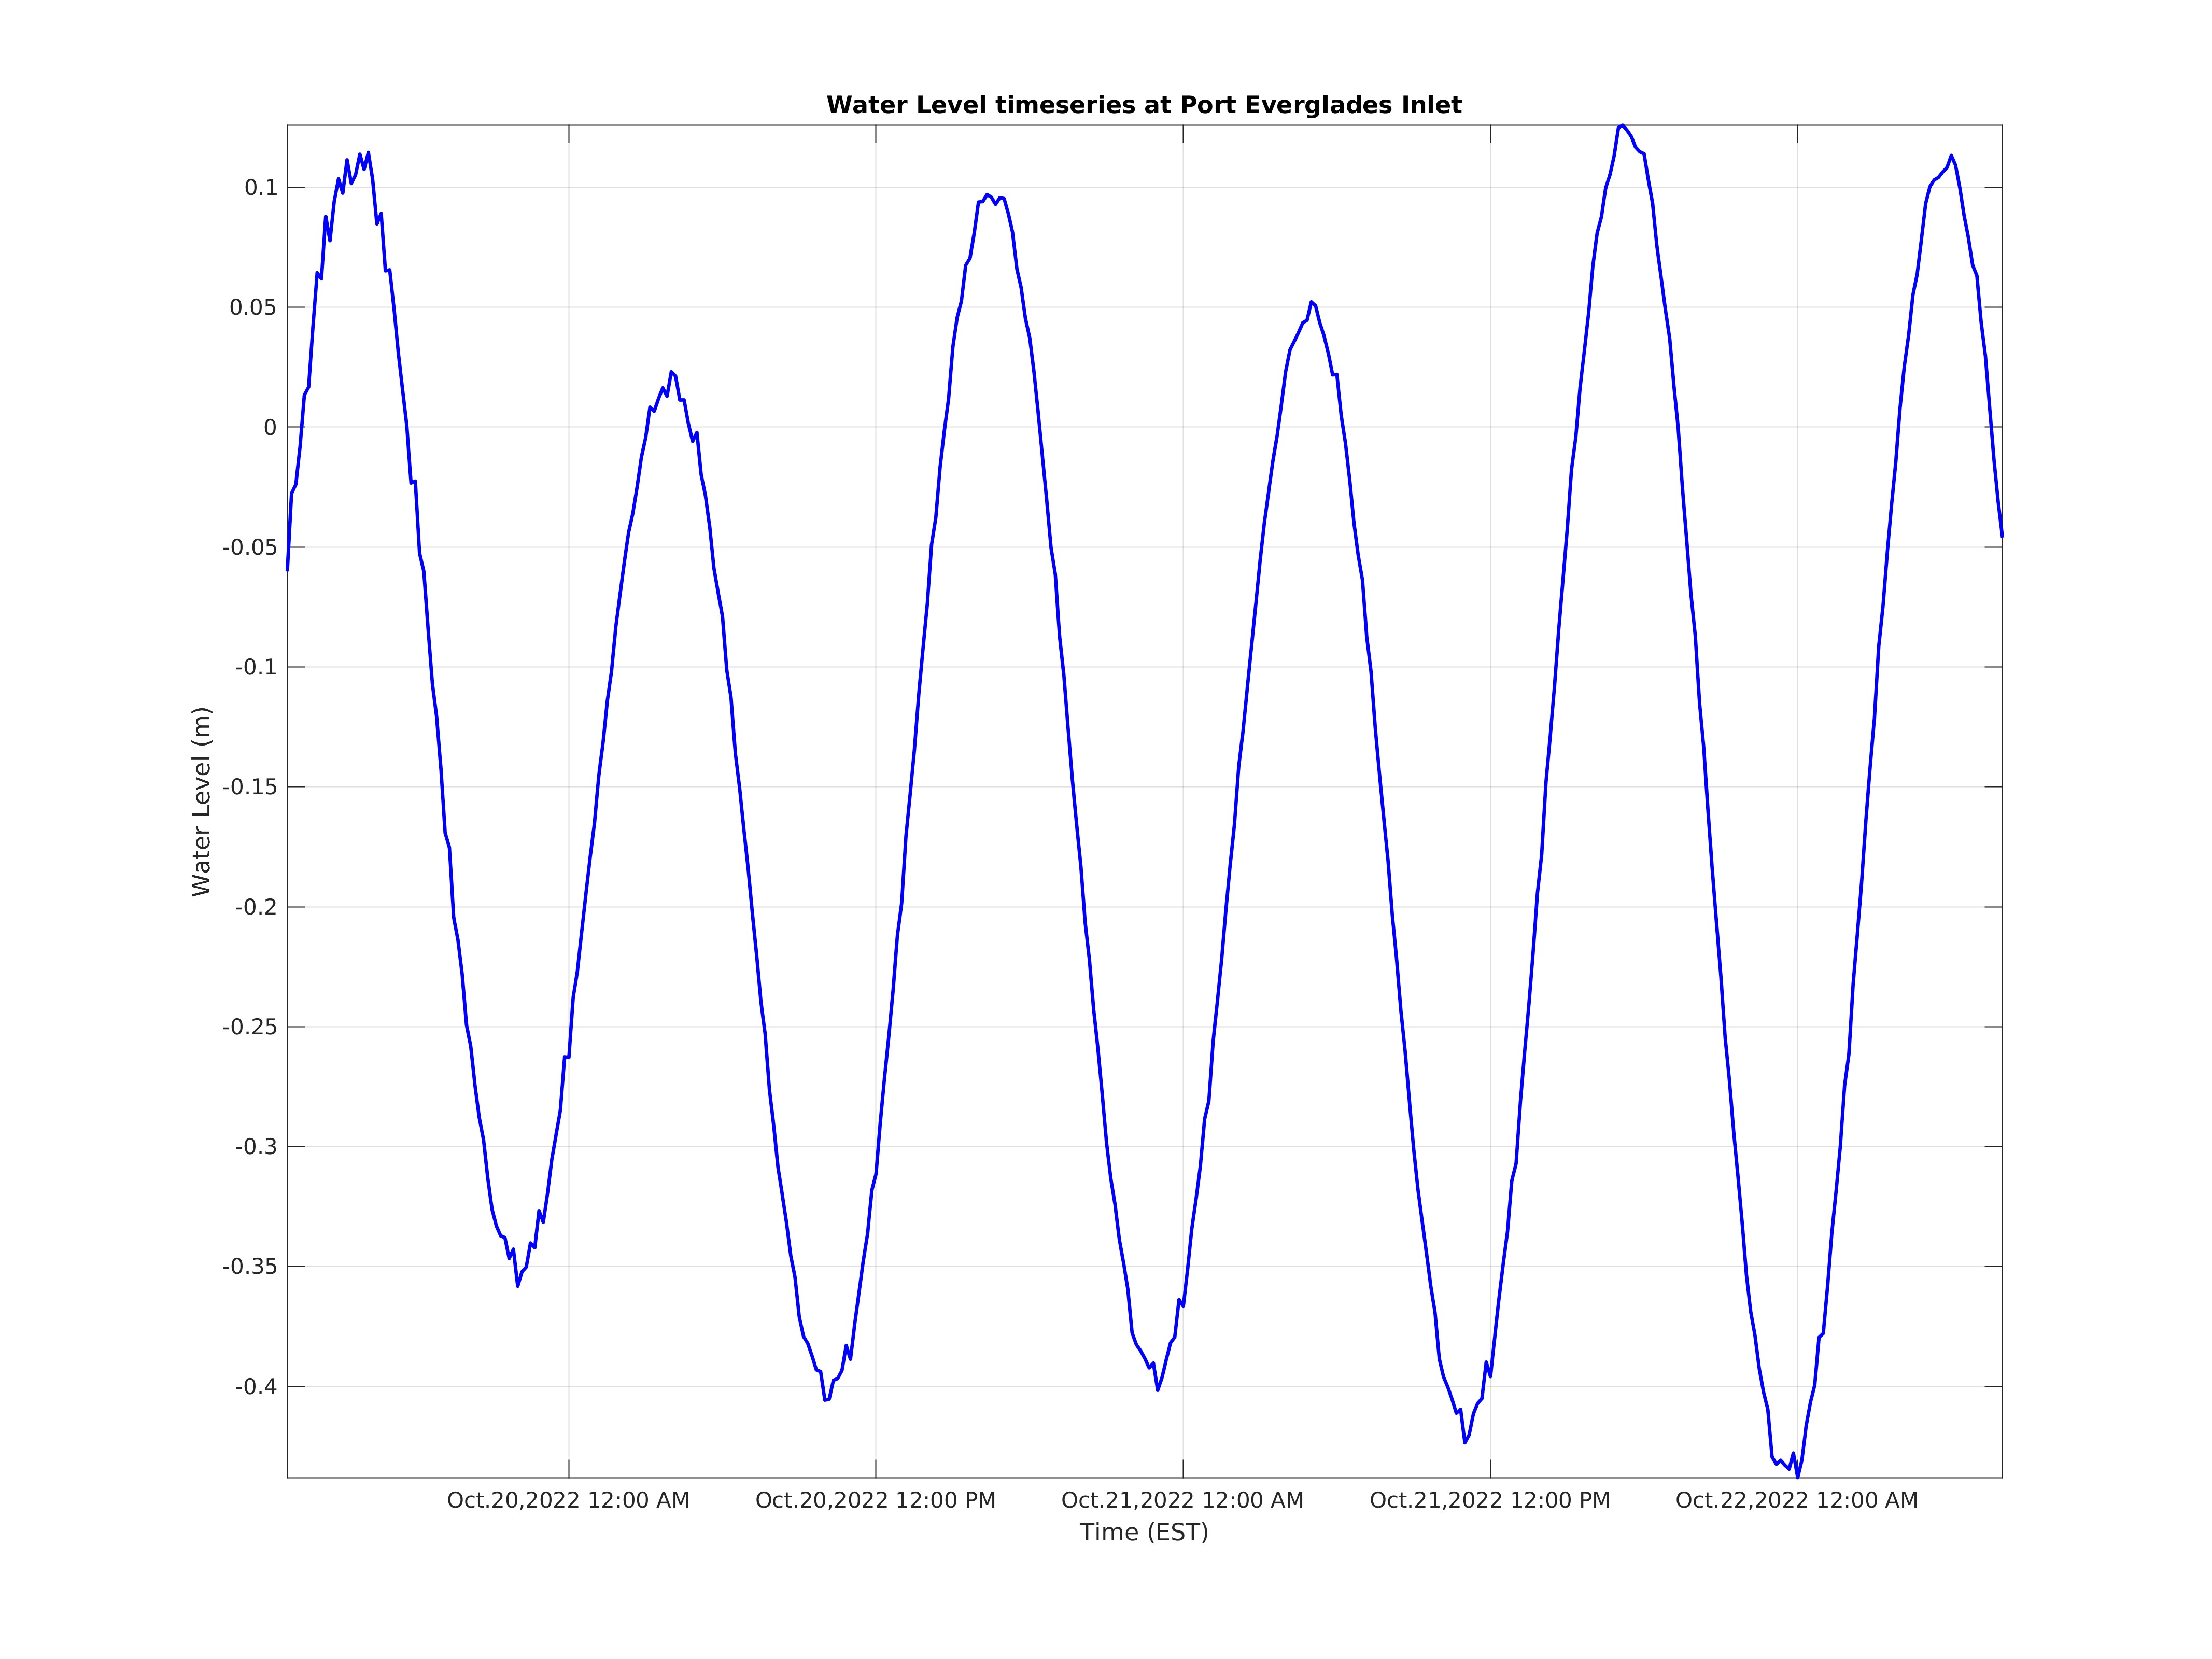 Water Level timeseries at Port Everglades Inlet
0.1
0.05
0
-0.05
-0.1
-0.15
-0.2
-0.25
-0.3
-0.35
-0.4
Water Level (m)
Oct.20,2022 12:00 AM
Oct.20,2022 12:00 PM
Oct.21,2022 12:00 AM
Oct.21,2022 12:00 PM
Oct.22,2022 12:00 AM
Time (EST)